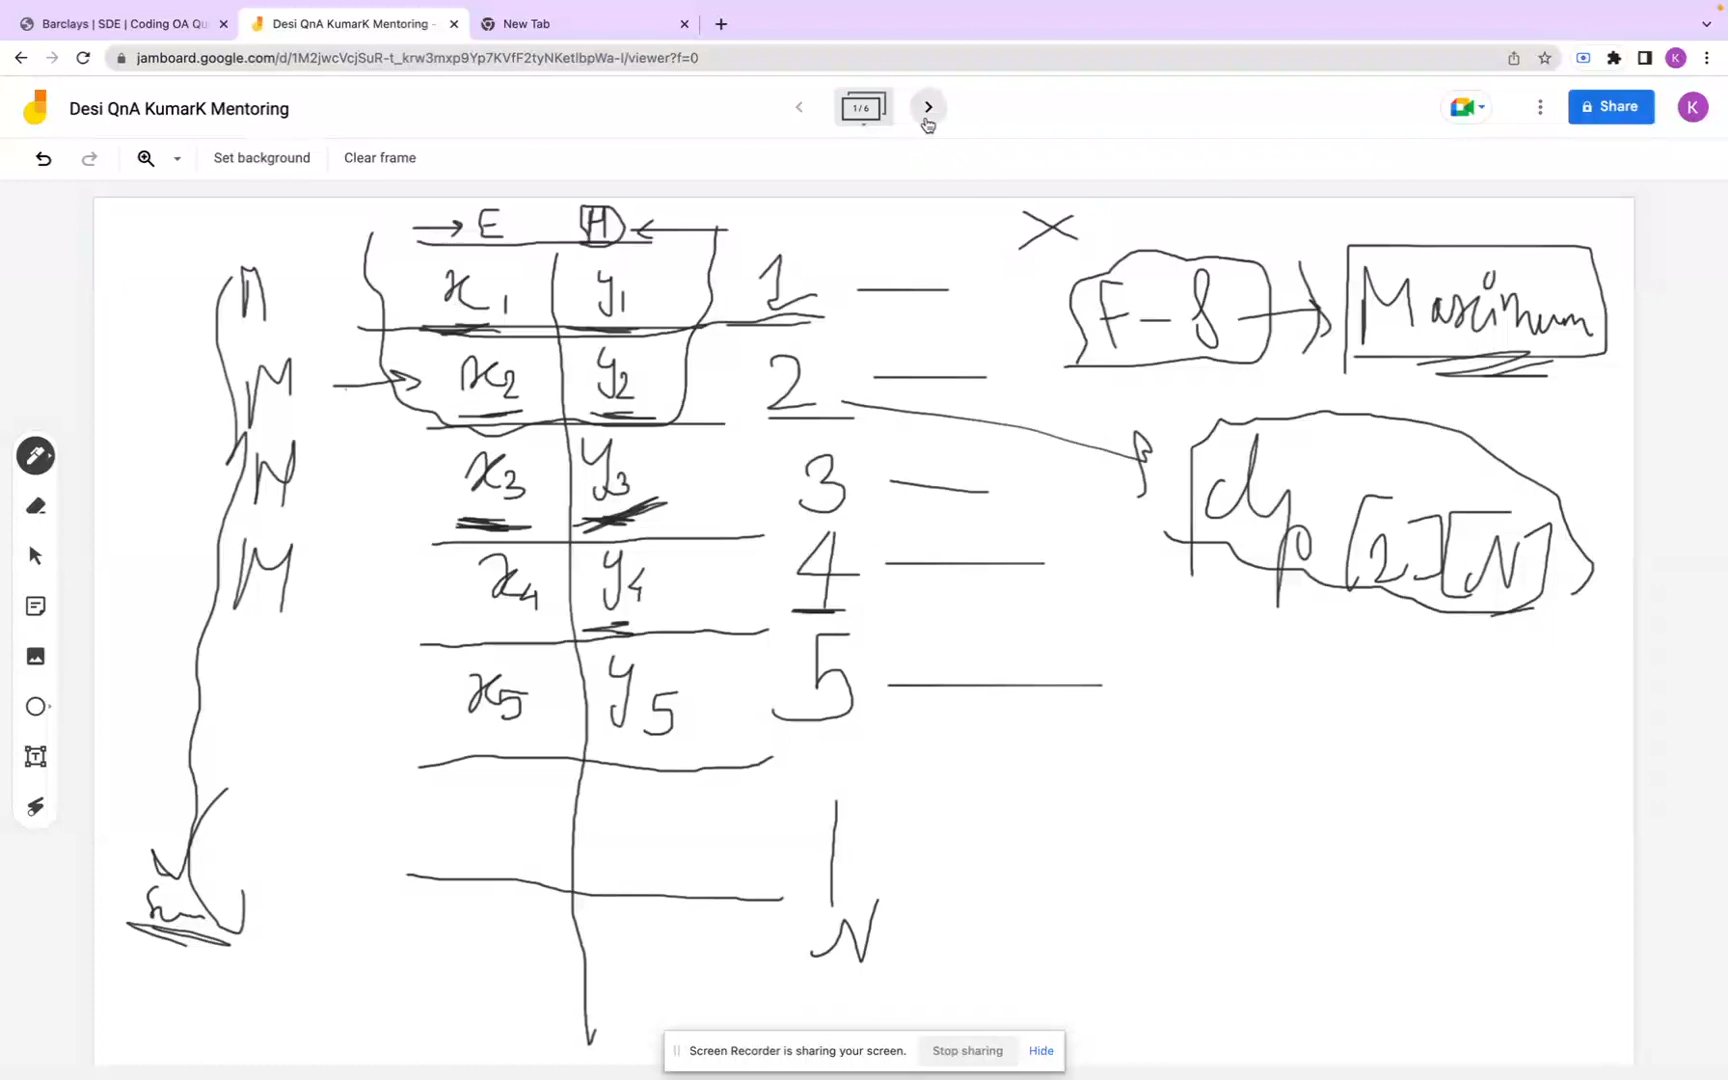 Barclays | SDE | Coding OA Qu
Desi QnA KumarK Mentoring -
New Tab
jamboard.google.com/d/1M2jwcVcjSuR-t_krw3mxp9Yp7KVfF2tyNKetIbpWa-I/viewer?f=0
Desi QnA KumarK Mentoring
1/6
Share
K
K
Set background
Clear frame
→ E H ←
x1 y1 1
F - 8 → Maximum
M x2 y2 2
x3 y3 3
dp [2][N]
M x4 y4 4
x5 y5 5
N
Screen Recorder is sharing your screen.
Stop sharing
Hide